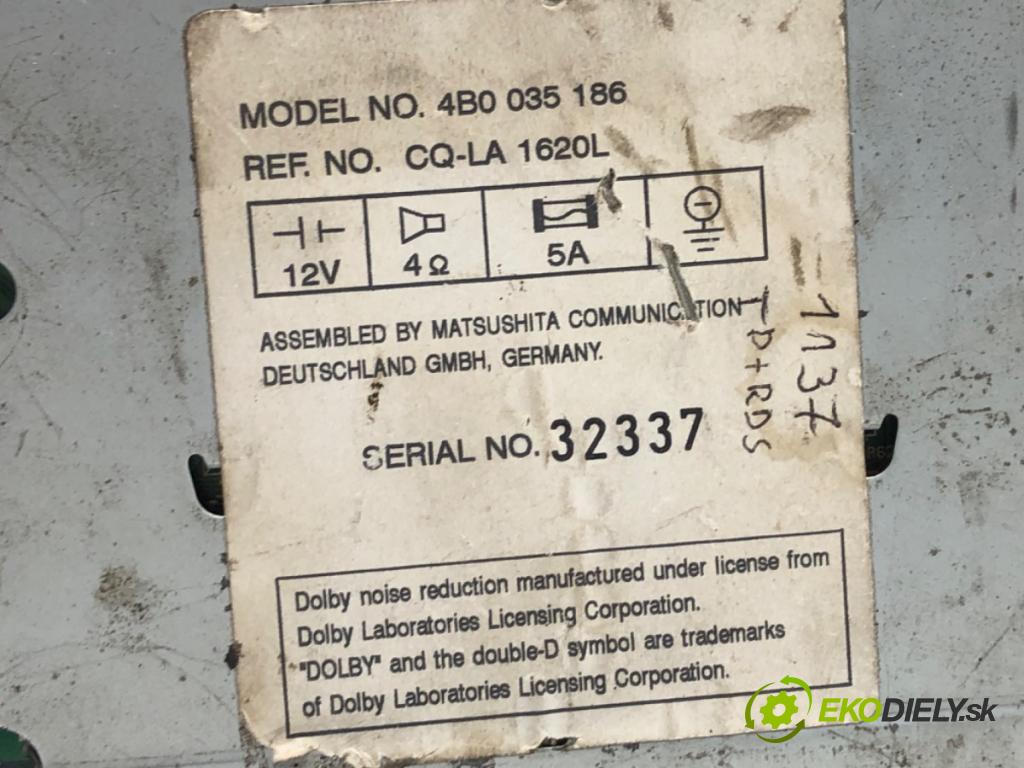 MODEL NO. 4B0 035 186
REF. NO. CQ-LA 1620L
12V
4Ω
5A
ASSEMBLED BY MATSUSHITA COMMUNICATION
DEUTSCHLAND GMBH, GERMANY.
SERIAL NO. 32337
1137
TP+RDS
Dolby noise reduction manufactured under license from
Dolby Laboratories Licensing Corporation.
"DOLBY" and the double-D symbol are trademarks
of Dolby Laboratories Licensing Corporation.
EKODIELY.sk